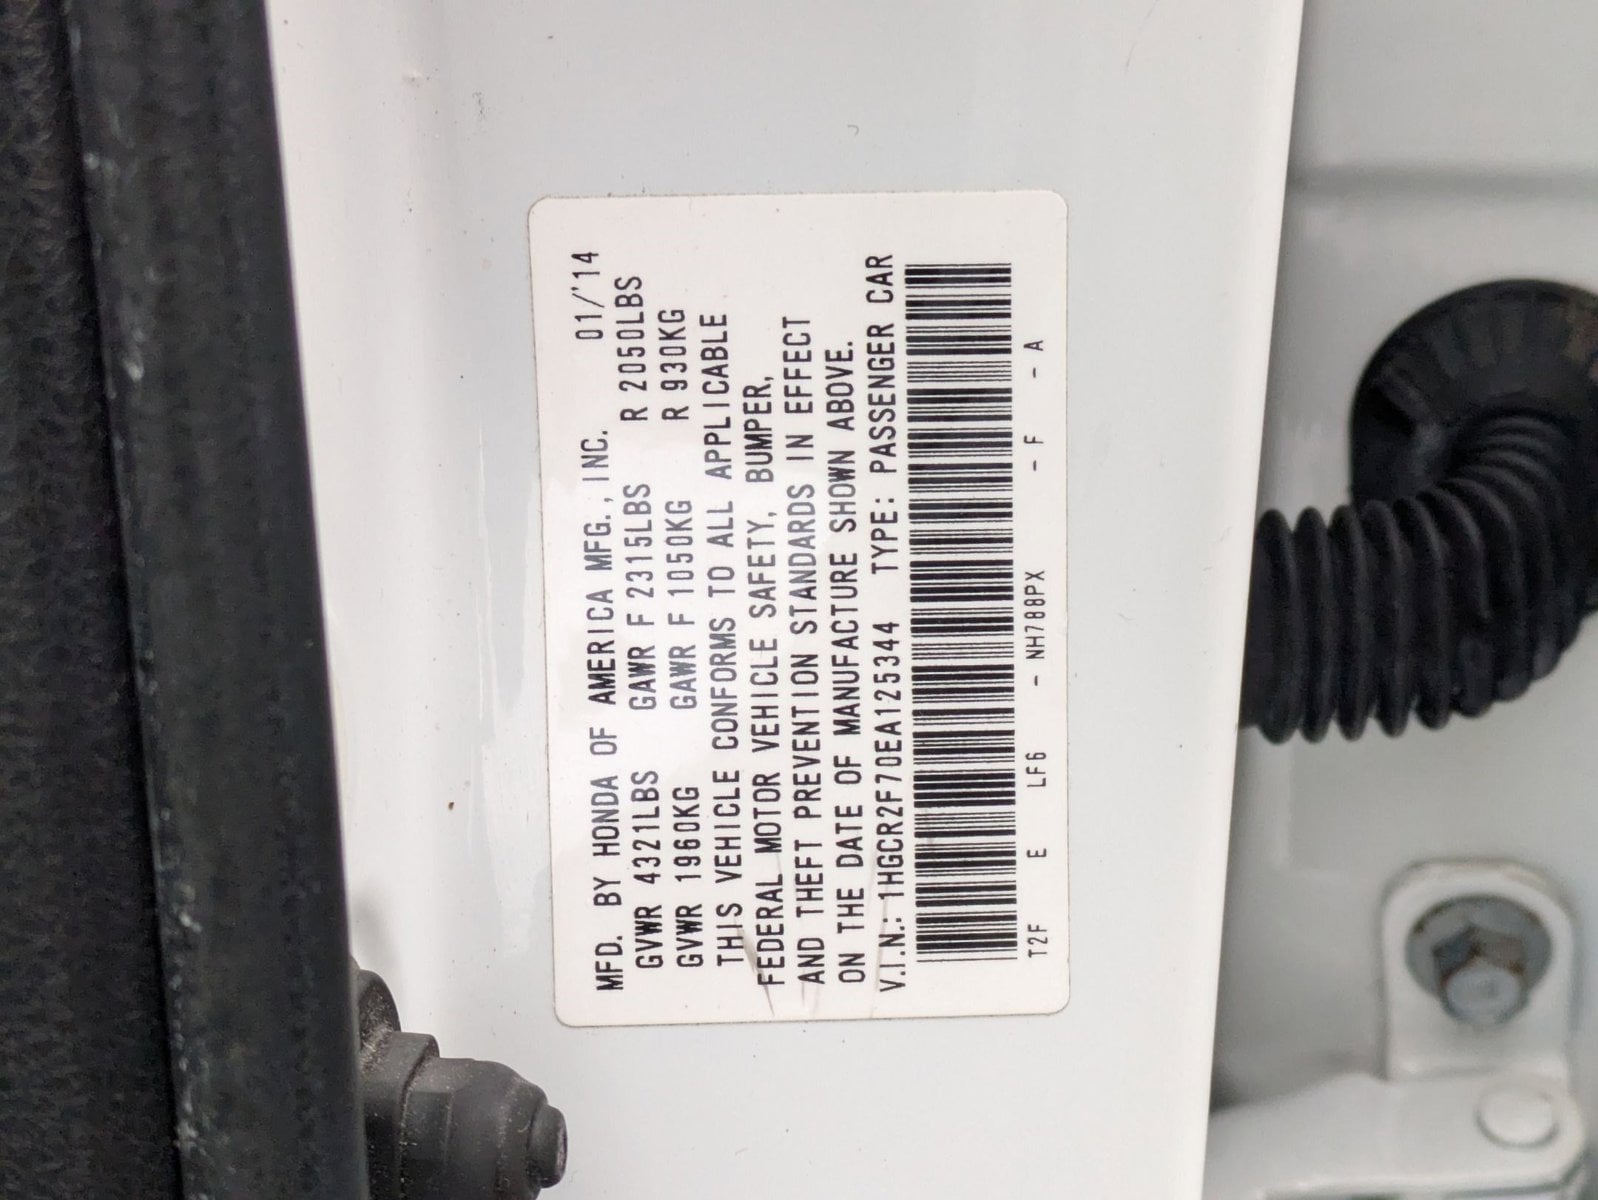 MFD. BY HONDA OF AMERICA MFG., INC. 01/'14
GVWR 4321LBS GAWR F 2315LBS R 2050LBS
GVWR 1960KG GAWR F 1050KG R 930KG
THIS VEHICLE CONFORMS TO ALL APPLICABLE
FEDERAL MOTOR VEHICLE SAFETY, BUMPER,
AND THEFT PREVENTION STANDARDS IN EFFECT
ON THE DATE OF MANUFACTURE SHOWN ABOVE.
V.I.N.: 1HGCR2F70EA125344 TYPE: PASSENGER CAR
T2F E LF6 - NH788PX - F - A